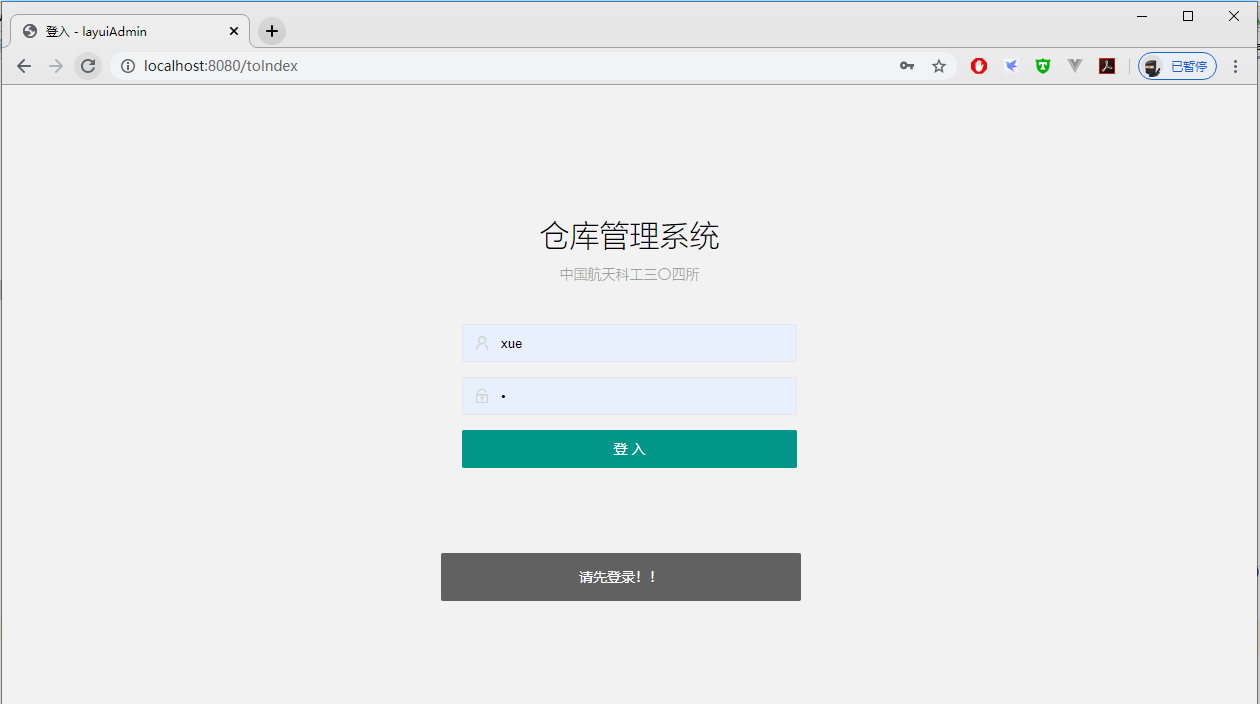 登入 - layuiAdmin
localhost:8080/toIndex
已暂停
仓库管理系统
中国航天科工三〇四所
xue
登 入
请先登录！！